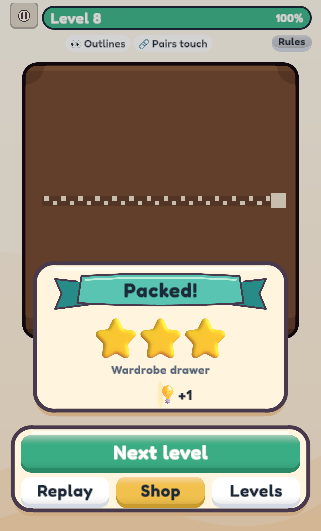 Level 8
100%
👀 Outlines
🔗 Pairs touch
Rules
Packed!
Wardrobe drawer
+1
Next level
Replay
Shop
Levels